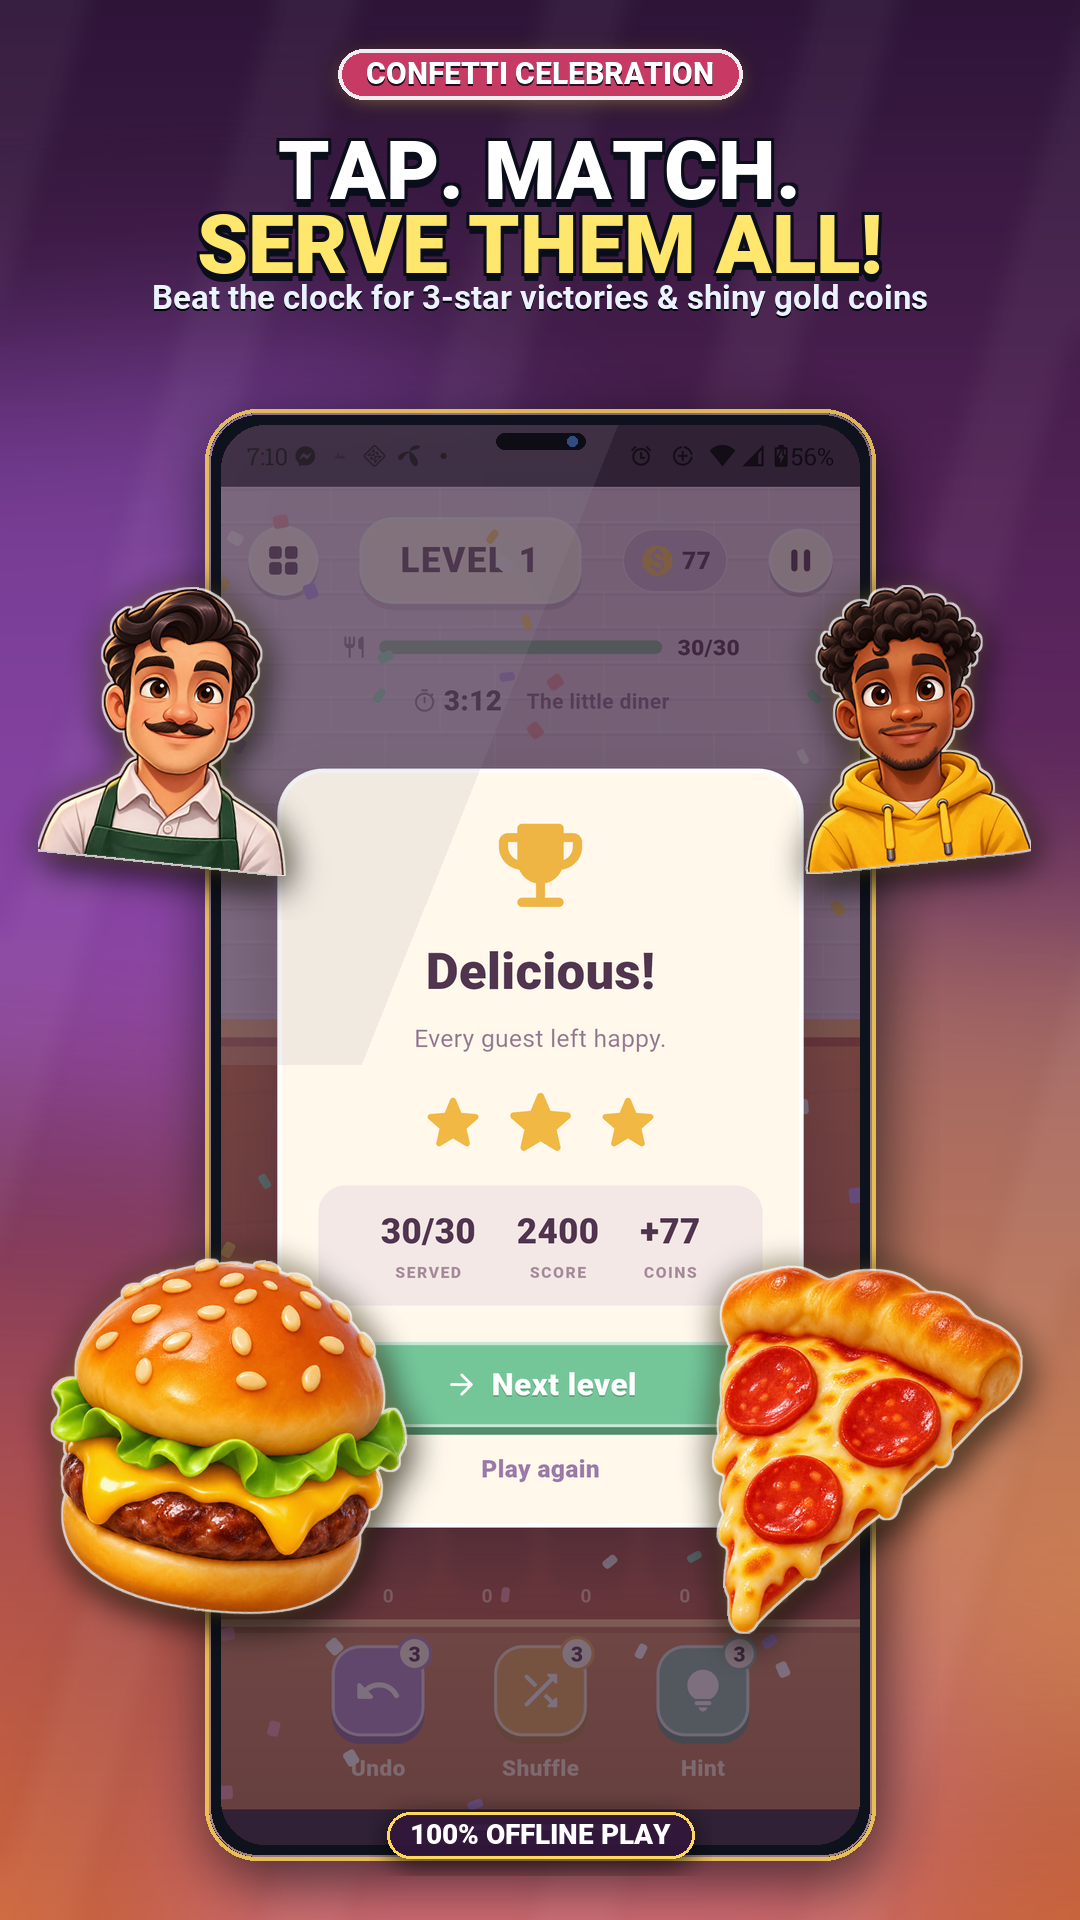 CONFETTI CELEBRATION
TAP. MATCH.
SERVE THEM ALL!
Beat the clock for 3-star victories & shiny gold coins
7:10
56%
LEVEL 1
77
30/30
3:12 The little diner
Delicious!
Every guest left happy.
30/30 2400 +77
SERVED SCORE COINS
Next level
Play again
0 0 0 0
3 3 3
Undo Shuffle Hint
100% OFFLINE PLAY